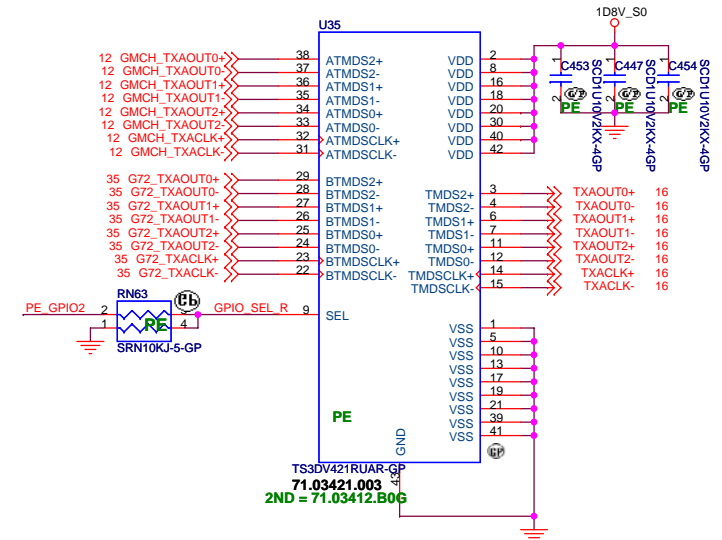 1D8V_S0
U35
12 GMCH_TXAOUT0+ 38 ATMDS2+
12 GMCH_TXAOUT0- 37 ATMDS2-
12 GMCH_TXAOUT1+ 36 ATMDS1+
12 GMCH_TXAOUT1- 35 ATMDS1-
12 GMCH_TXAOUT2+ 34 ATMDS0+
12 GMCH_TXAOUT2- 33 ATMDS0-
12 GMCH_TXACLK+ 32 ATMDSCLK+
12 GMCH_TXACLK- 31 ATMDSCLK-
VDD 2
VDD 8
VDD 16
VDD 18
VDD 20
VDD 30
VDD 40
VDD 42
1 C453 2 PE SCD1U10V2KX-4GP
1 C447 2 PE SCD1U10V2KX-4GP
1 C454 2 PE SCD1U10V2KX-4GP
35 G72_TXAOUT0+ 29 BTMDS2+
35 G72_TXAOUT0- 28 BTMDS2-
35 G72_TXAOUT1+ 27 BTMDS1+
35 G72_TXAOUT1- 26 BTMDS1-
35 G72_TXAOUT2+ 25 BTMDS0+
35 G72_TXAOUT2- 24 BTMDS0-
35 G72_TXACLK+ 23 BTMDSCLK+
35 G72_TXACLK- 22 BTMDSCLK-
TMDS2+ 3 TXAOUT0+ 16
TMDS2- 4 TXAOUT0- 16
TMDS1+ 6 TXAOUT1+ 16
TMDS1- 7 TXAOUT1- 16
TMDS0+ 11 TXAOUT2+ 16
TMDS0- 12 TXAOUT2- 16
TMDSCLK+ 14 TXACLK+ 16
TMDSCLK- 15 TXACLK- 16
RN63
PE_GPIO2 2 GPIO_SEL_R 9 SEL
1 PE 4
SRN10KJ-5-GP
VSS 1
VSS 5
VSS 10
VSS 13
VSS 17
VSS 19
VSS 21
VSS 39
VSS 41
PE
GND 43
TS3DV421RUAR-GP
71.03421.003
2ND = 71.03412.B0G